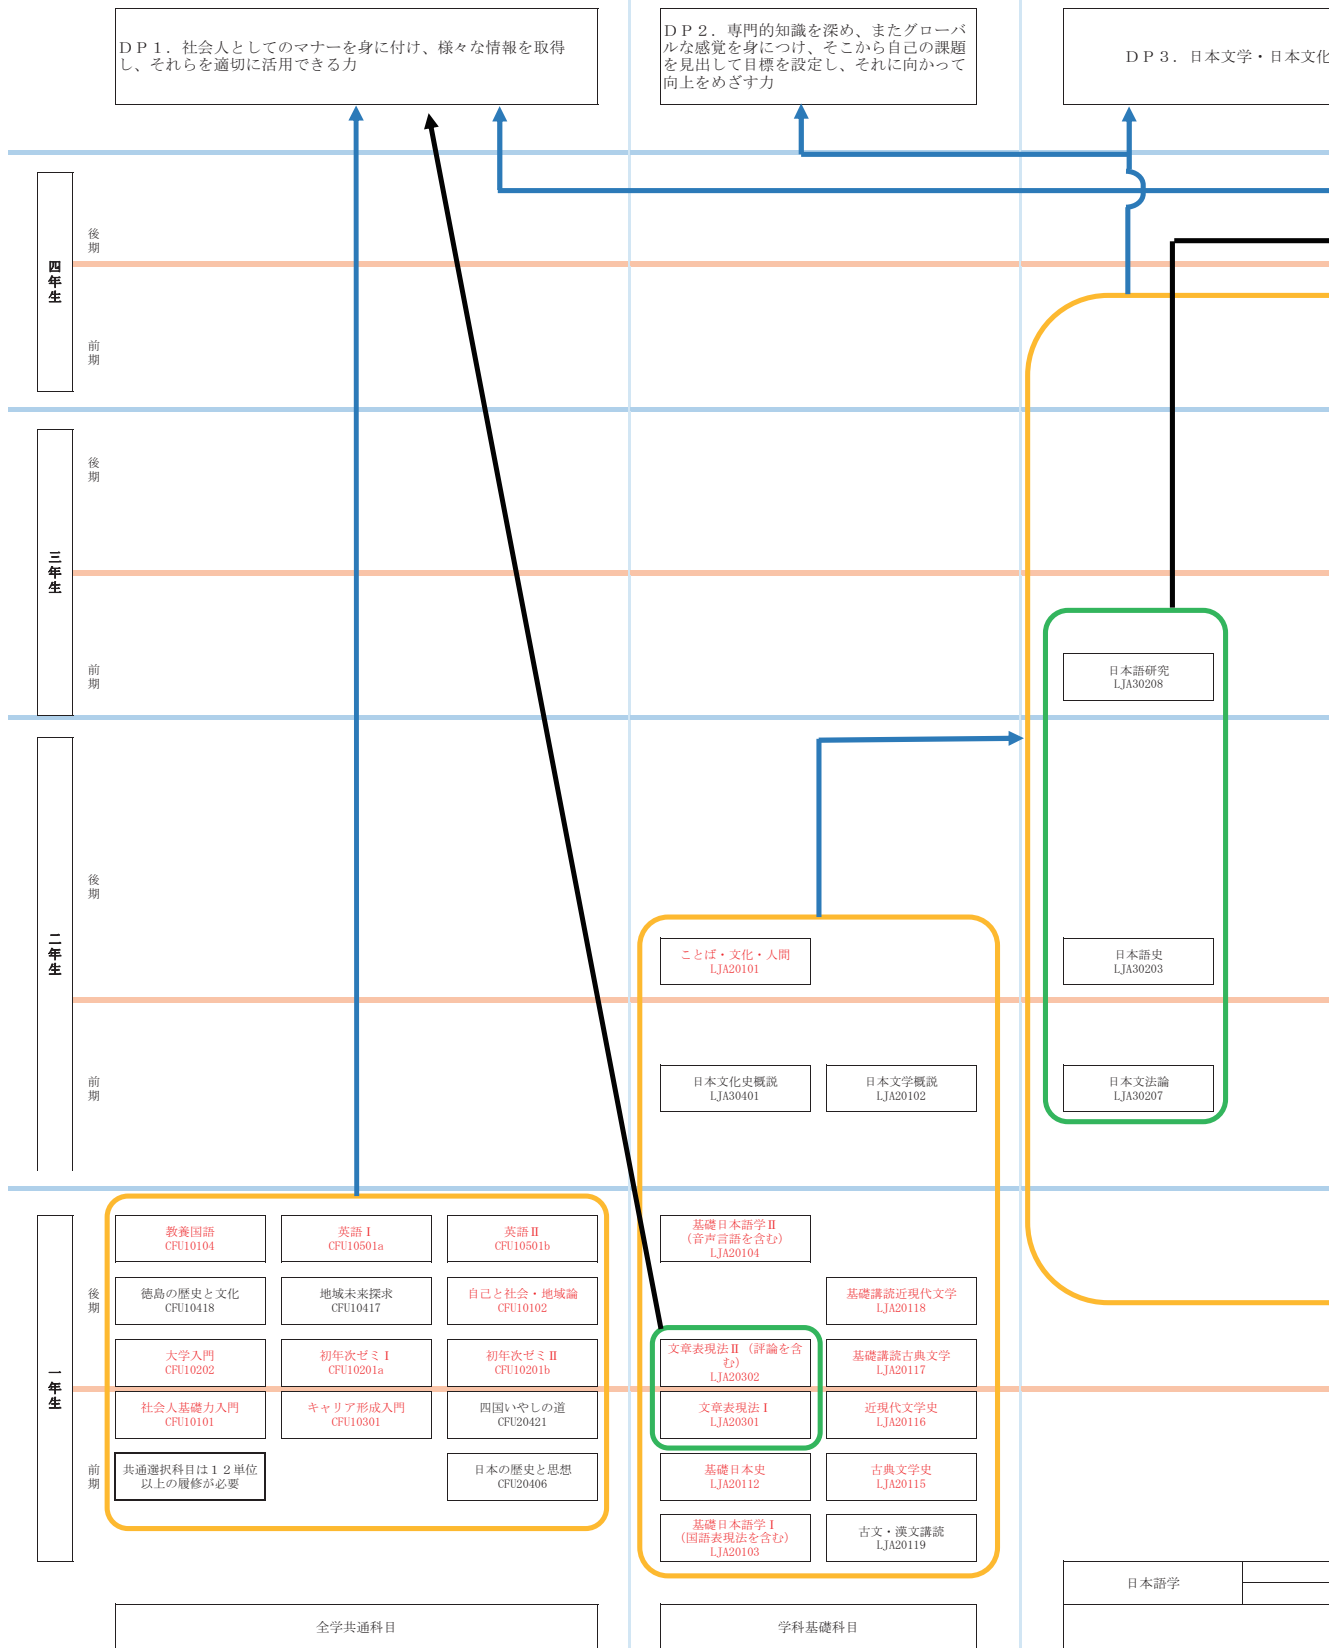 ＤＰ１．社会人としてのマナーを身に付け、様々な情報を取得
し、それらを適切に活用できる力
ＤＰ２．専門的知識を深め、またグローバ
ルな感覚を身につけ、そこから自己の課題
を見出して目標を設定し、それに向かって
向上をめざす力
ＤＰ３．日本文学・日本文化
四年生
後期
前期
三年生
後期
前期
日本語研究
LJA30208
二年生
後期
ことば・文化・人間
LJA20101
日本語史
LJA30203
前期
日本文化史概説
LJA30401
日本文学概説
LJA20102
日本文法論
LJA30207
一年生
後期
教養国語
CFU10104
英語Ⅰ
CFU10501a
英語Ⅱ
CFU10501b
基礎日本語学Ⅱ
（音声言語を含む）
LJA20104
徳島の歴史と文化
CFU10418
地域未来探求
CFU10417
自己と社会・地域論
CFU10102
基礎講読近現代文学
LJA20118
大学入門
CFU10202
初年次ゼミⅠ
CFU10201a
初年次ゼミⅡ
CFU10201b
文章表現法Ⅱ（評論を含
む）
LJA20302
基礎講読古典文学
LJA20117
社会人基礎力入門
CFU10101
キャリア形成入門
CFU10301
四国いやしの道
CFU20421
文章表現法Ⅰ
LJA20301
近現代文学史
LJA20116
前期
共通選択科目は１２単位
以上の履修が必要
日本の歴史と思想
CFU20406
基礎日本史
LJA20112
古典文学史
LJA20115
基礎日本語学Ⅰ
（国語表現法を含む）
LJA20103
古文・漢文講読
LJA20119
日本語学
全学共通科目
学科基礎科目